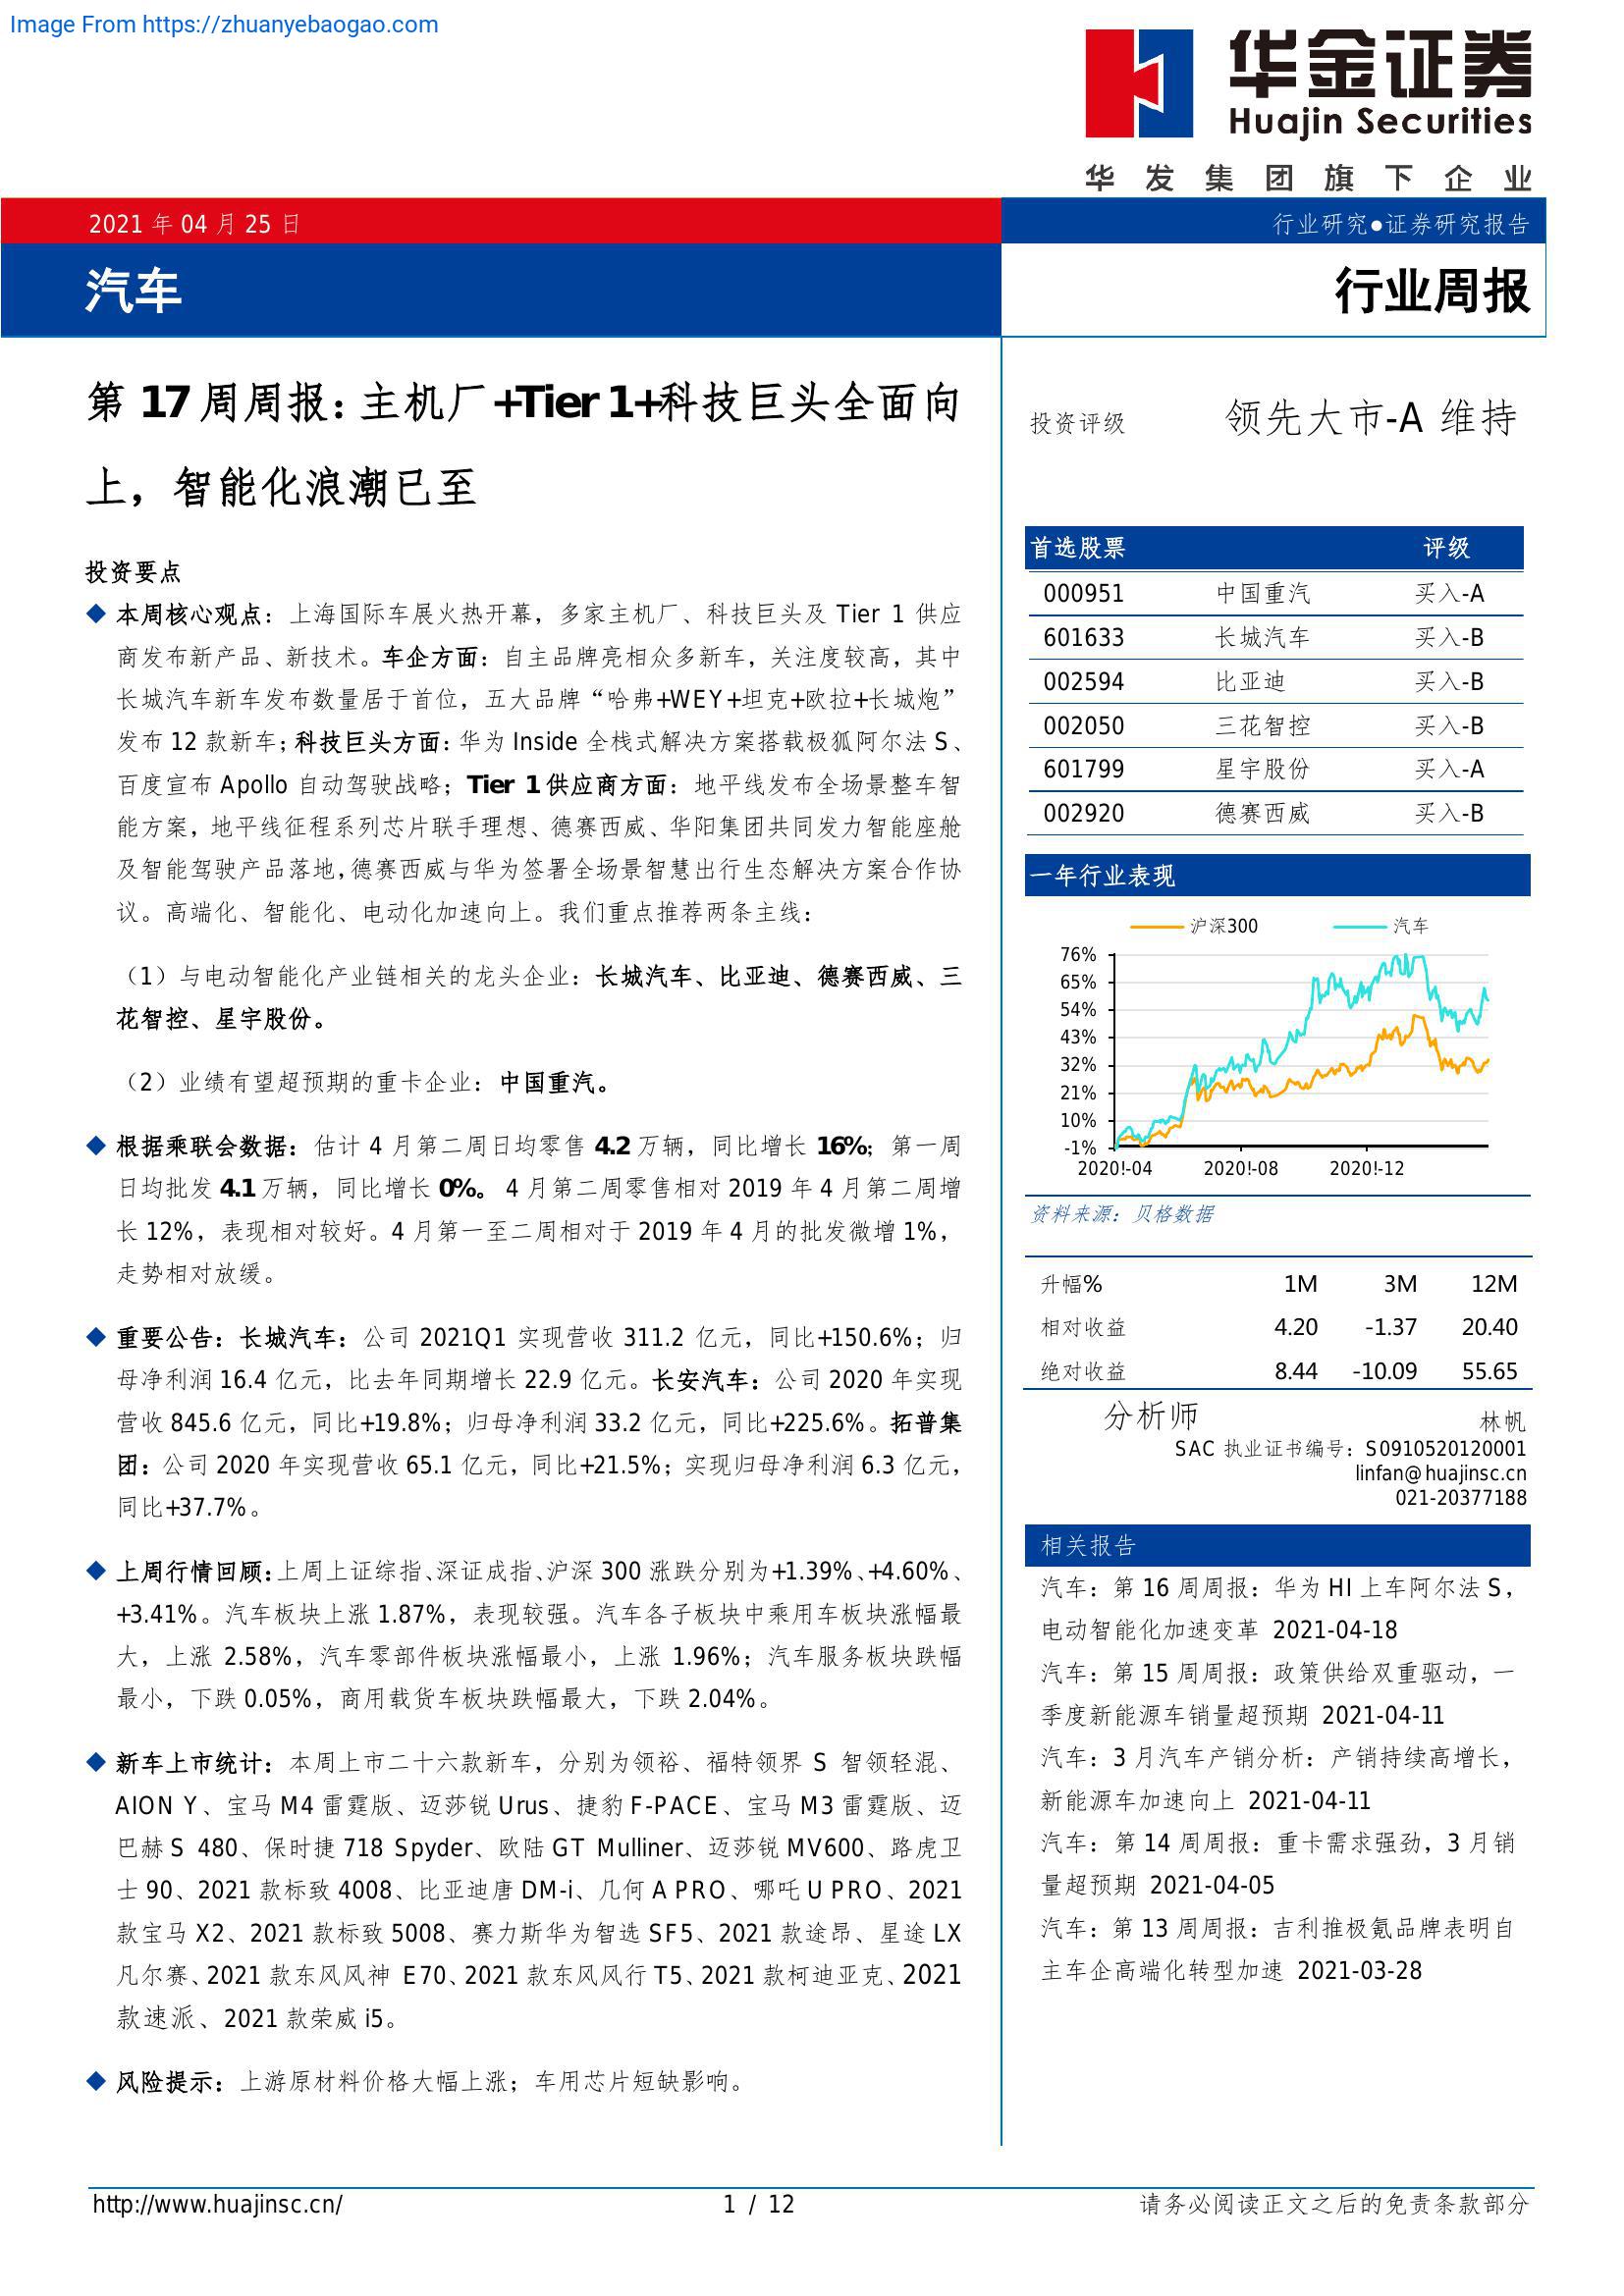 Image From https://zhuanyebaogao.com
华金证券
Huajin Securities
华发集团旗下企业
2021 年 04 月 25 日
行业研究●证券研究报告
汽车
行业周报
第 17 周周报：主机厂+Tier 1+科技巨头全面向
上，智能化浪潮已至
投资要点
◆ 本周核心观点：上海国际车展火热开幕，多家主机厂、科技巨头及 Tier 1 供应
商发布新产品、新技术。车企方面：自主品牌亮相众多新车，关注度较高，其中
长城汽车新车发布数量居于首位，五大品牌“哈弗+WEY+坦克+欧拉+长城炮”
发布 12 款新车；科技巨头方面：华为 Inside 全栈式解决方案搭载极狐阿尔法 S、
百度宣布 Apollo 自动驾驶战略；Tier 1 供应商方面：地平线发布全场景整车智
能方案，地平线征程系列芯片联手理想、德赛西威、华阳集团共同发力智能座舱
及智能驾驶产品落地，德赛西威与华为签署全场景智慧出行生态解决方案合作协
议。高端化、智能化、电动化加速向上。我们重点推荐两条主线：
（1）与电动智能化产业链相关的龙头企业：长城汽车、比亚迪、德赛西威、三
花智控、星宇股份。
（2）业绩有望超预期的重卡企业：中国重汽。
◆ 根据乘联会数据：估计 4 月第二周日均零售 4.2 万辆，同比增长 16%；第一周
日均批发 4.1 万辆，同比增长 0%。4 月第二周零售相对 2019 年 4 月第二周增
长 12%，表现相对较好。4 月第一至二周相对于 2019 年 4 月的批发微增 1%，
走势相对放缓。
◆ 重要公告：长城汽车：公司 2021Q1 实现营收 311.2 亿元，同比+150.6%；归
母净利润 16.4 亿元，比去年同期增长 22.9 亿元。长安汽车：公司 2020 年实现
营收 845.6 亿元，同比+19.8%；归母净利润 33.2 亿元，同比+225.6%。拓普集
团：公司 2020 年实现营收 65.1 亿元，同比+21.5%；实现归母净利润 6.3 亿元，
同比+37.7%。
◆ 上周行情回顾：上周上证综指、深证成指、沪深 300 涨跌分别为+1.39%、+4.60%、
+3.41%。汽车板块上涨 1.87%，表现较强。汽车各子板块中乘用车板块涨幅最
大，上涨 2.58%，汽车零部件板块涨幅最小，上涨 1.96%；汽车服务板块跌幅
最小，下跌 0.05%，商用载货车板块跌幅最大，下跌 2.04%。
◆ 新车上市统计：本周上市二十六款新车，分别为领裕、福特领界 S 智领轻混、
AION Y、宝马 M4 雷霆版、迈莎锐 Urus、捷豹 F-PACE、宝马 M3 雷霆版、迈
巴赫 S 480、保时捷 718 Spyder、欧陆 GT Mulliner、迈莎锐 MV600、路虎卫
士 90、2021 款标致 4008、比亚迪唐 DM-i、几何 A PRO、哪吒 U PRO、2021
款宝马 X2、2021 款标致 5008、赛力斯华为智选 SF5、2021 款途昂、星途 LX
凡尔赛、2021 款东风风神 E70、2021 款东风风行 T5、2021 款柯迪亚克、2021
款速派、2021 款荣威 i5。
◆ 风险提示：上游原材料价格大幅上涨；车用芯片短缺影响。
投资评级 领先大市-A 维持
首选股票 评级
000951 中国重汽 买入-A
601633 长城汽车 买入-B
002594 比亚迪 买入-B
002050 三花智控 买入-B
601799 星宇股份 买入-A
002920 德赛西威 买入-B
一年行业表现
沪深300 汽车
76%
65%
54%
43%
32%
21%
10%
-1%
2020!-04 2020!-08 2020!-12
资料来源：贝格数据
升幅% 1M 3M 12M
相对收益 4.20 -1.37 20.40
绝对收益 8.44 -10.09 55.65
分析师 林帆
SAC 执业证书编号：S0910520120001
linfan@huajinsc.cn
021-20377188
相关报告
汽车：第 16 周周报：华为 HI 上车阿尔法 S，
电动智能化加速变革 2021-04-18
汽车：第 15 周周报：政策供给双重驱动，一
季度新能源车销量超预期 2021-04-11
汽车：3 月汽车产销分析：产销持续高增长，
新能源车加速向上 2021-04-11
汽车：第 14 周周报：重卡需求强劲，3 月销
量超预期 2021-04-05
汽车：第 13 周周报：吉利推极氪品牌表明自
主车企高端化转型加速 2021-03-28
http://www.huajinsc.cn/ 1 / 12 请务必阅读正文之后的免责条款部分